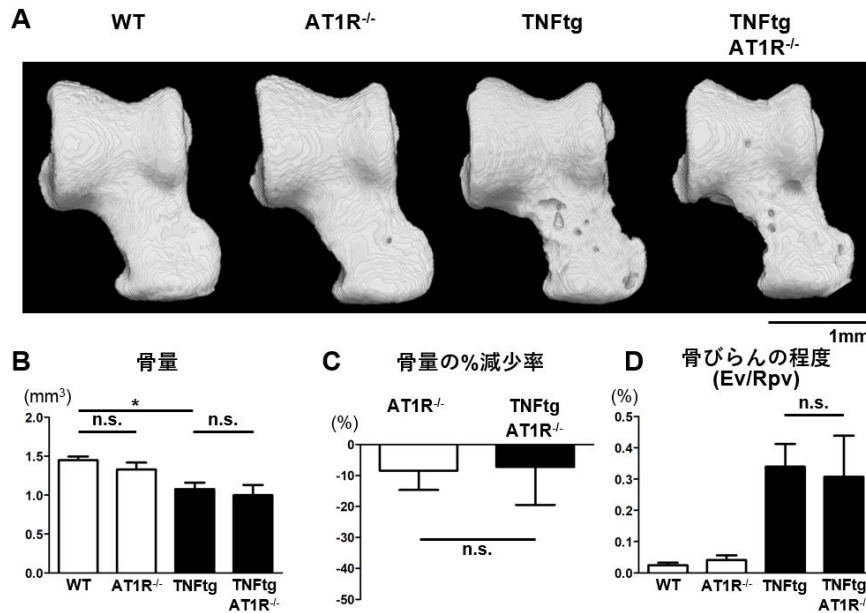 A
WT
AT1R-/-
TNFtg
TNFtg
AT1R-/-
1mm
B
骨量
(mm3)
*
n.s.
n.s.
2.0
1.5
1.0
0.5
0.0
WT
AT1R-/-
TNFtg
TNFtg
AT1R-/-
C
骨量の%減少率
AT1R-/-
TNFtg
AT1R-/-
(%)
0
-10
-20
-30
-40
-50
n.s.
D
骨びらんの程度
(Ev/Rpv)
(%)
n.s.
0.5
0.4
0.3
0.2
0.1
0.0
WT
AT1R-/-
TNFtg
TNFtg
AT1R-/-